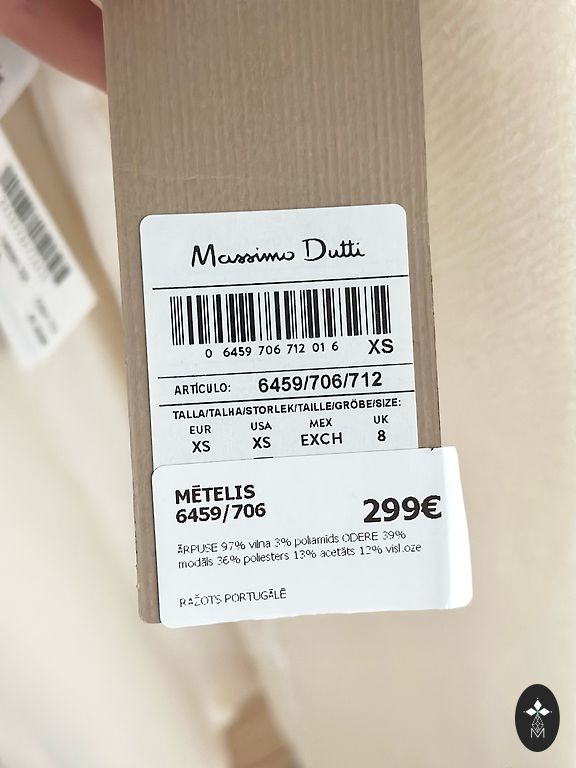 Massimo Dutti
0 6459 706 712 01 6 XS
ARTÍCULO: 6459/706/712
TALLA/TALHA/STORLEK/TAILLE/GRÖBE/SIZE:
EUR USA MEX UK
XS XS EXCH 8
MĒTELIS
6459/706 299€
ĀRPUSE 97% vilna 3% poliamīds ODERE 39%
modāls 36% poliesters 13% acetāts 12% visl.oze
RAŽOTS PORTUGĀLĒ
M